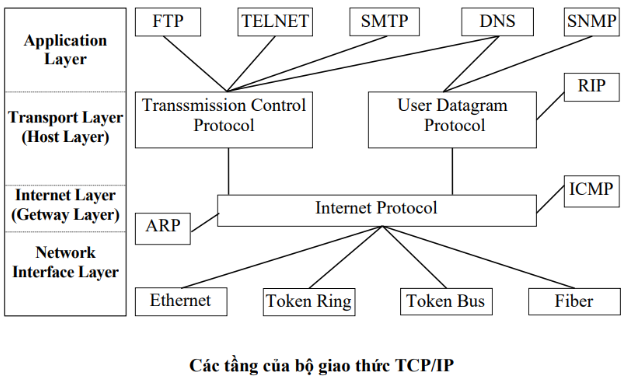 FTP
TELNET
SMTP
DNS
SNMP
Application
Layer
RIP
Transport Layer
(Host Layer)
Transsmission Control
Protocol
User Datagram
Protocol
Internet Layer
(Getway Layer)
ICMP
Internet Protocol
ARP
Network
Interface Layer
Ethernet
Token Ring
Token Bus
Fiber
Các tầng của bộ giao thức TCP/IP